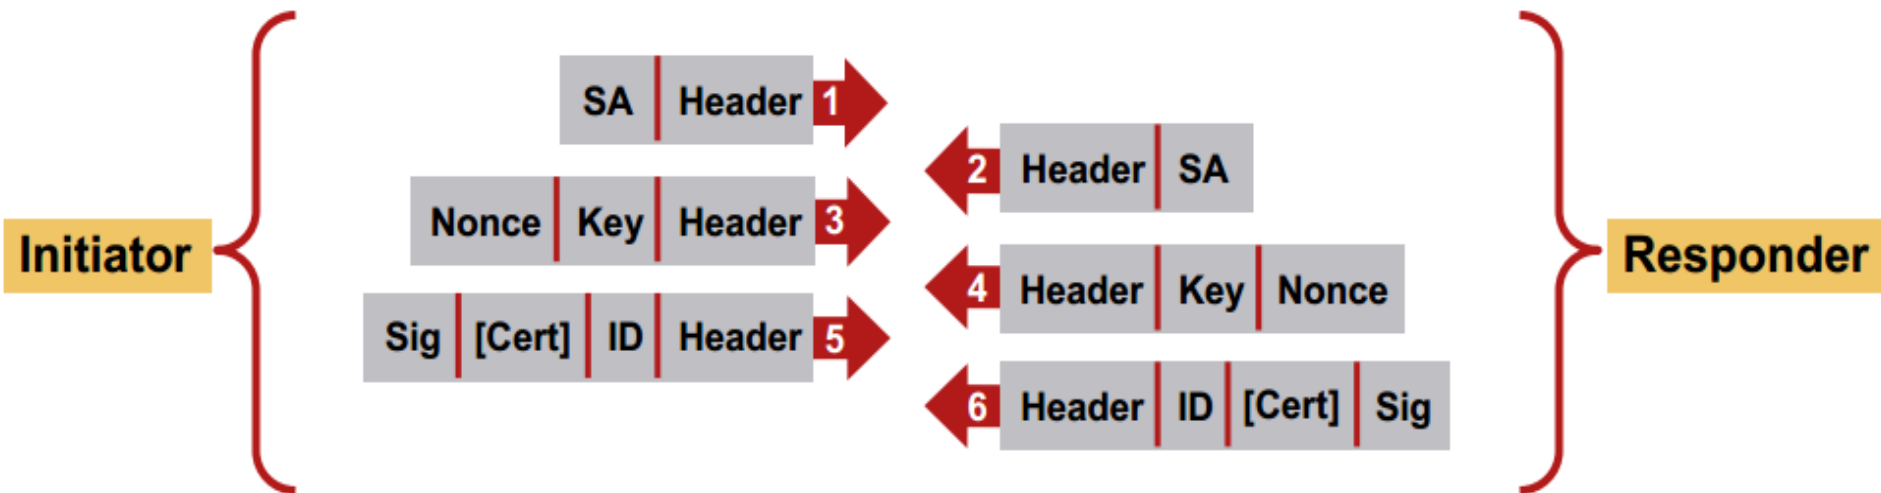 SA Header 1
2 Header SA
Nonce Key Header 3
Initiator
Responder
4 Header Key Nonce
Sig [Cert] ID Header 5
6 Header ID [Cert] Sig